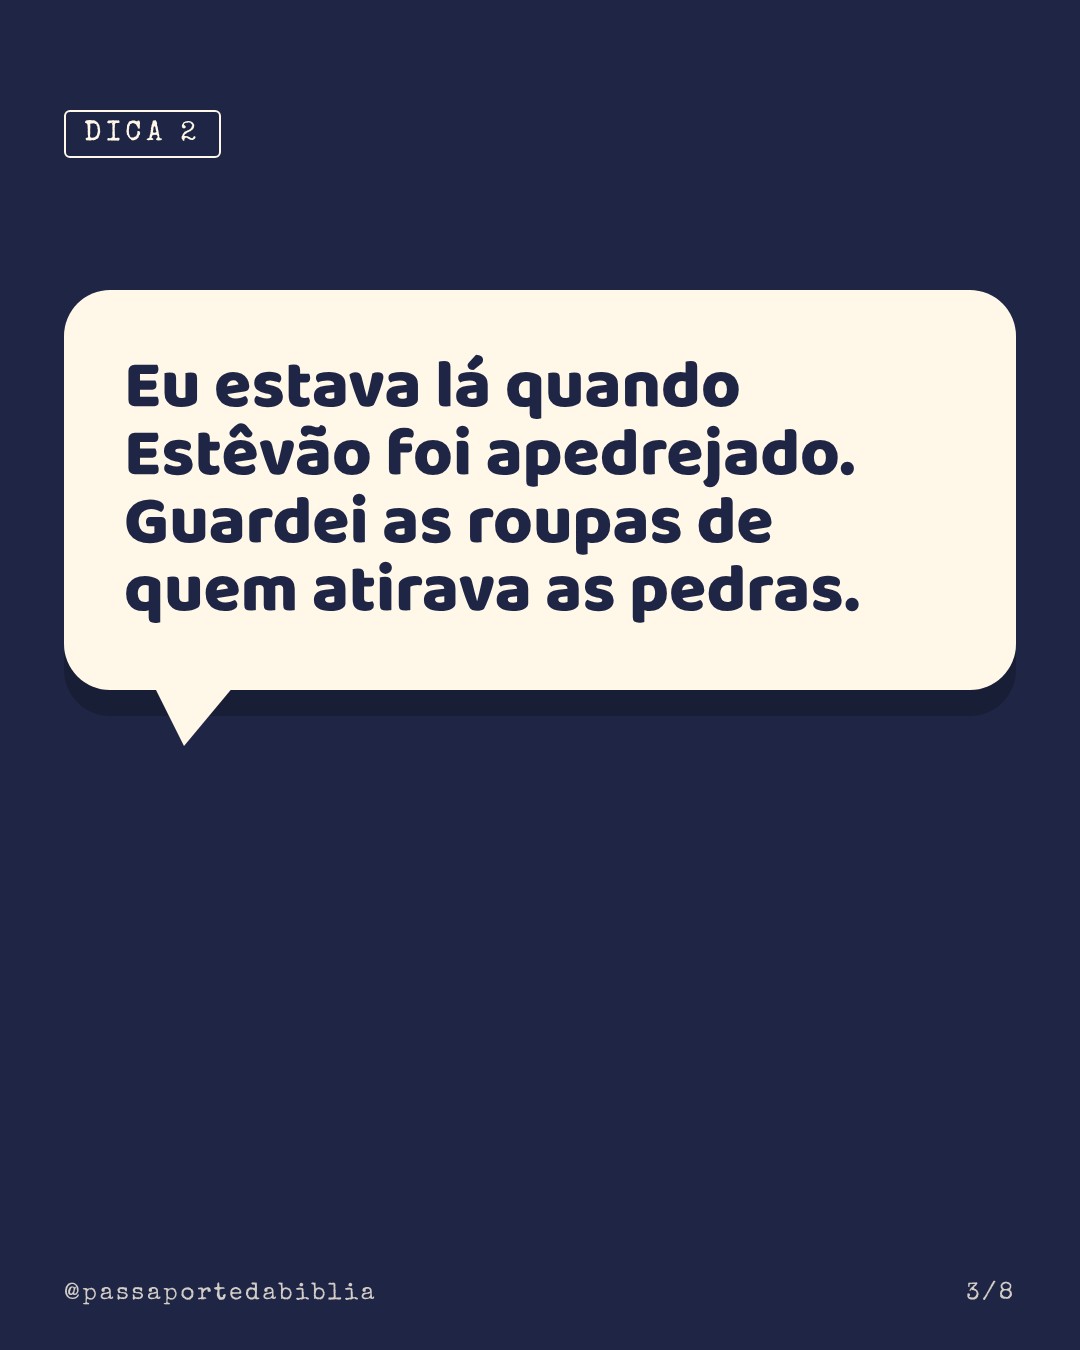 DICA 2
Eu estava lá quando
Estêvão foi apedrejado.
Guardei as roupas de
quem atirava as pedras.
@passaportedabiblia
3/8